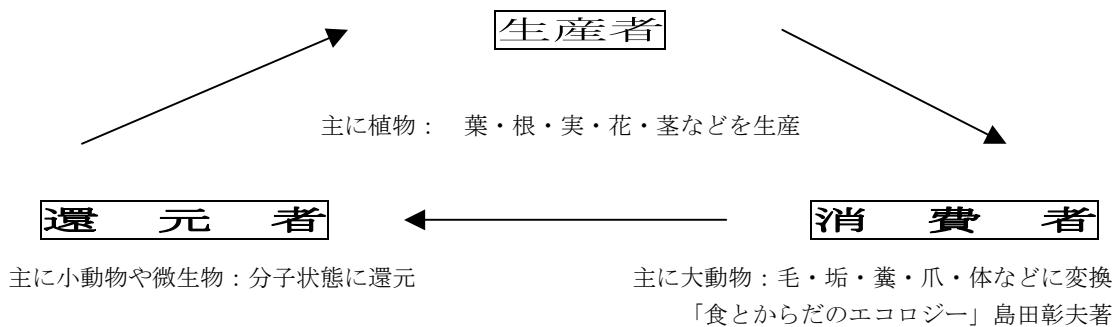 生産者
主に植物：　葉・根・実・花・茎などを生産
還　元　者
消　費　者
主に小動物や微生物：分子状態に還元
主に大動物：毛・垢・糞・爪・体などに変換
「食とからだのエコロジー」島田彰夫著